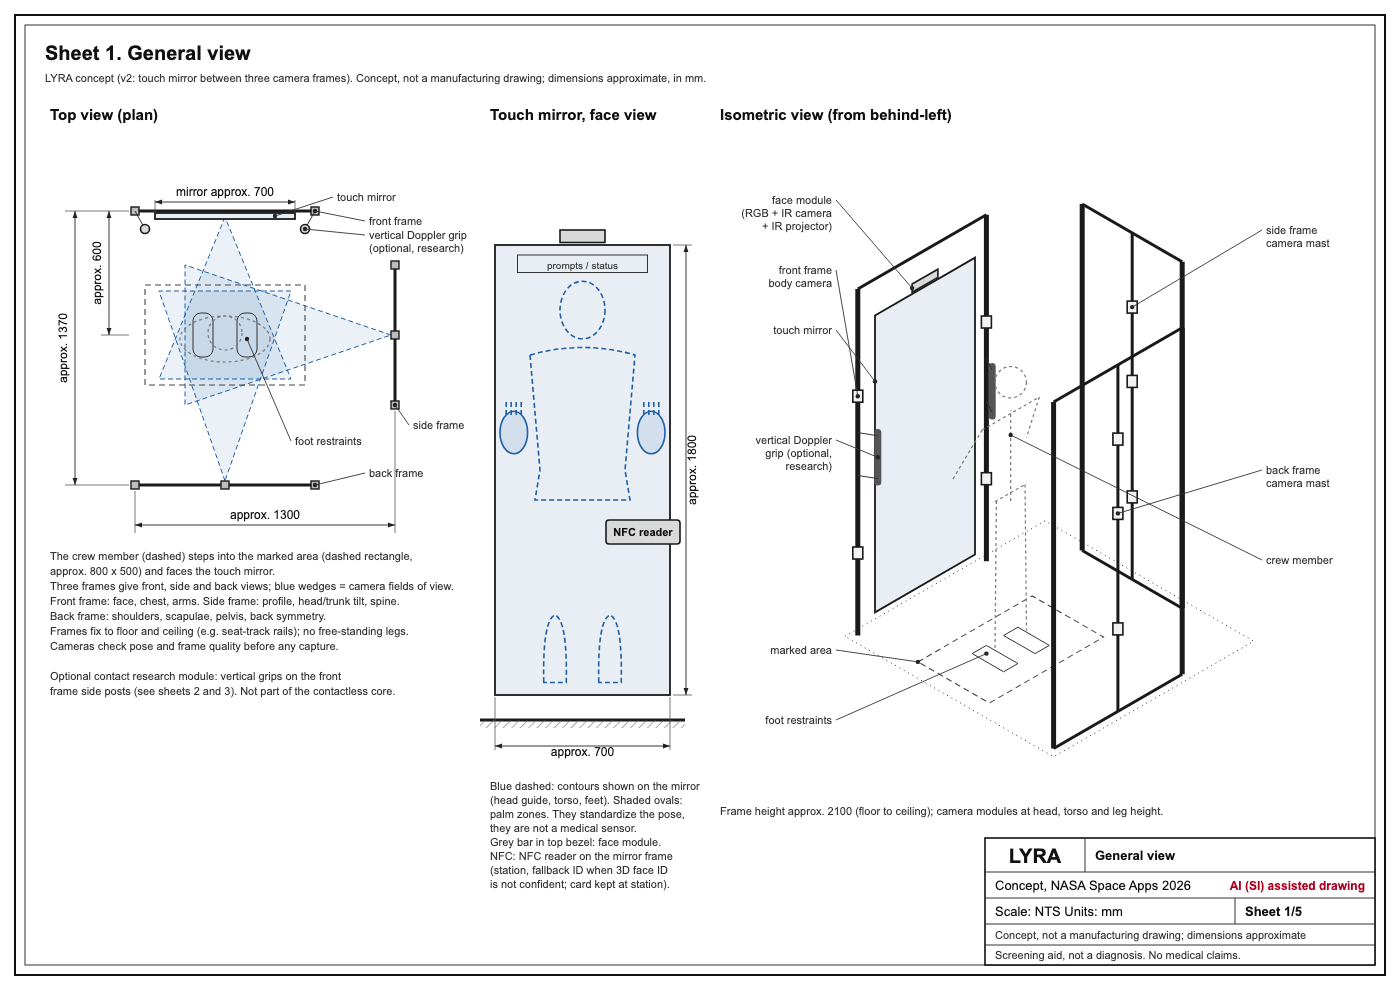 Sheet 1. General view
LYRA concept (v2: touch mirror between three camera frames). Concept, not a manufacturing drawing; dimensions approximate, in mm.
Top view (plan)
mirror approx. 700
touch mirror
front frame
vertical Doppler grip
(optional, research)
approx. 600
approx. 1370
side frame
foot restraints
back frame
approx. 1300
The crew member (dashed) steps into the marked area (dashed rectangle,
approx. 800 x 500) and faces the touch mirror.
Three frames give front, side and back views; blue wedges = camera fields of view.
Front frame: face, chest, arms. Side frame: profile, head/trunk tilt, spine.
Back frame: shoulders, scapulae, pelvis, back symmetry.
Frames fix to floor and ceiling (e.g. seat-track rails); no free-standing legs.
Cameras check pose and frame quality before any capture.
Optional contact research module: vertical grips on the front
frame side posts (see sheets 2 and 3). Not part of the contactless core.
Touch mirror, face view
prompts / status
NFC reader
approx. 1800
approx. 700
Blue dashed: contours shown on the mirror
(head guide, torso, feet). Shaded ovals:
palm zones. They standardize the pose,
they are not a medical sensor.
Grey bar in top bezel: face module.
NFC: NFC reader on the mirror frame
(station, fallback ID when 3D face ID
is not confident; card kept at station).
Isometric view (from behind-left)
face module
(RGB + IR camera
+ IR projector)
front frame
body camera
touch mirror
vertical Doppler
grip (optional,
research)
marked area
foot restraints
side frame
camera mast
back frame
camera mast
crew member
Frame height approx. 2100 (floor to ceiling); camera modules at head, torso and leg height.
LYRA
General view
Concept, NASA Space Apps 2026
AI (SI) assisted drawing
Scale: NTS Units: mm
Sheet 1/5
Concept, not a manufacturing drawing; dimensions approximate
Screening aid, not a diagnosis. No medical claims.